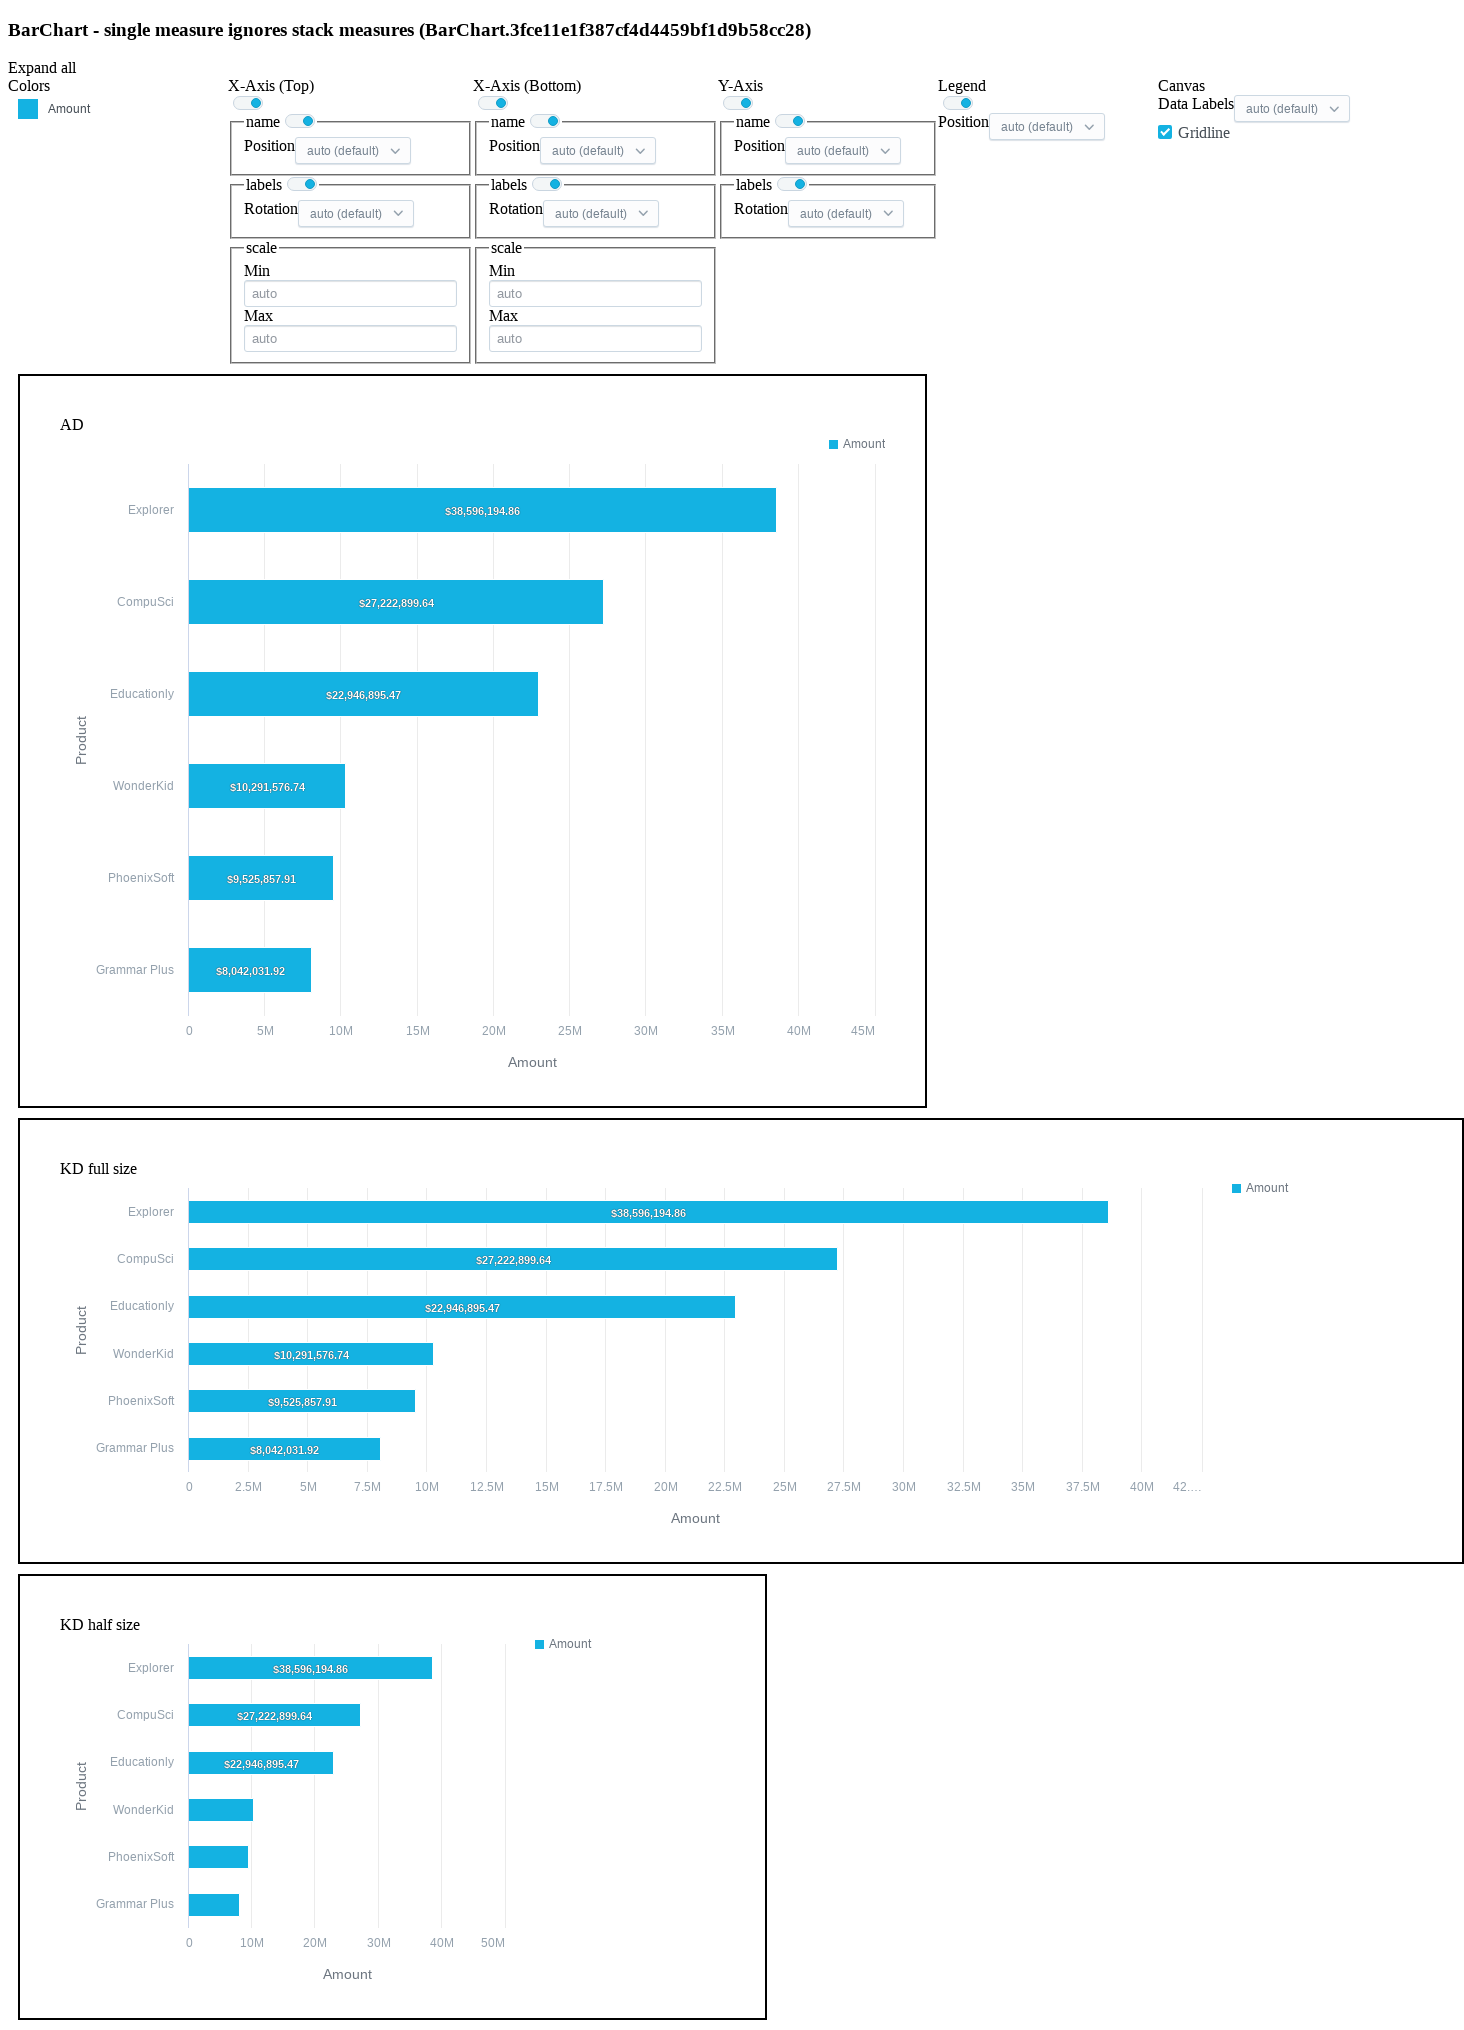 BarChart - single measure ignores stack measures (BarChart.3fce11e1f387cf4d4459bf1d9b58cc28)
Expand all
Colors
Amount
X-Axis (Top)
name
Position auto (default)
labels
Rotation auto (default)
scale
Min
auto
Max
auto
X-Axis (Bottom)
name
Position auto (default)
labels
Rotation auto (default)
scale
Min
auto
Max
auto
Y-Axis
name
Position auto (default)
labels
Rotation auto (default)
Legend
Position auto (default)
Canvas
Data Labels auto (default)
Gridline
AD
Amount
Explorer $38,596,194.86
CompuSci $27,222,899.64
Educationly $22,946,895.47
WonderKid $10,291,576.74
PhoenixSoft $9,525,857.91
Grammar Plus $8,042,031.92
Product
0 5M 10M 15M 20M 25M 30M 35M 40M 45M
Amount
KD full size
Amount
Explorer $38,596,194.86
CompuSci $27,222,899.64
Educationly $22,946,895.47
WonderKid $10,291,576.74
PhoenixSoft $9,525,857.91
Grammar Plus $8,042,031.92
Product
0 2.5M 5M 7.5M 10M 12.5M 15M 17.5M 20M 22.5M 25M 27.5M 30M 32.5M 35M 37.5M 40M 42.…
Amount
KD half size
Amount
Explorer $38,596,194.86
CompuSci $27,222,899.64
Educationly $22,946,895.47
WonderKid
PhoenixSoft
Grammar Plus
Product
0 10M 20M 30M 40M 50M
Amount